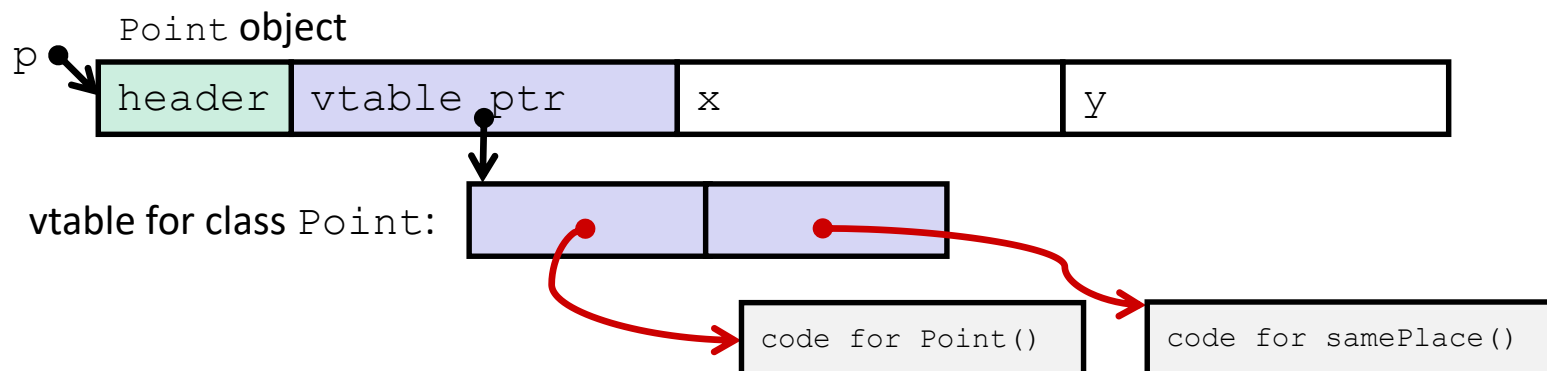 Point object
p
header vtable ptr x y
vtable for class Point:
code for Point()
code for samePlace()